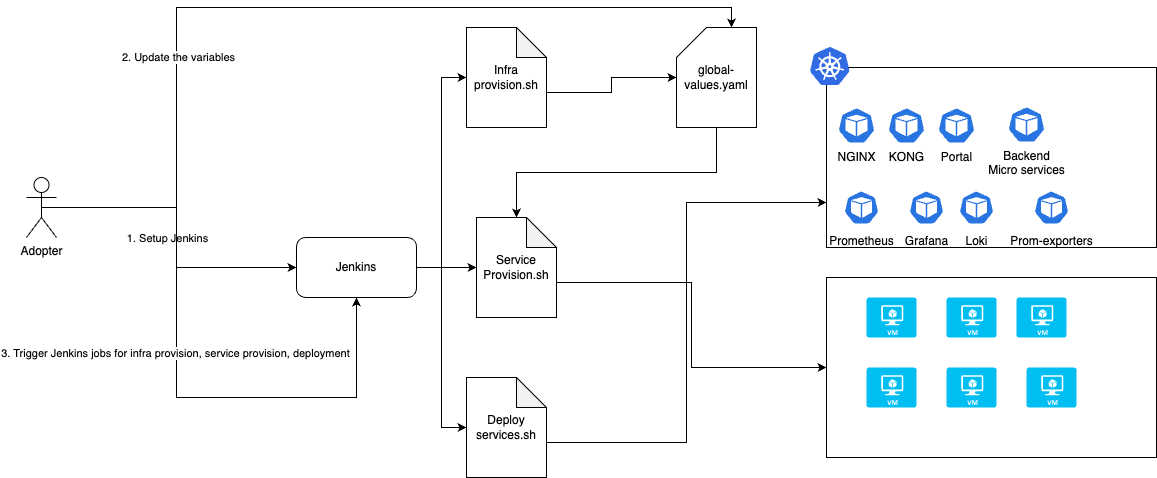 2. Update the variables
Infra
provision.sh
global-
values.yaml
NGINX
KONG
Portal
Backend
Micro services
Adopter
1. Setup Jenkins
Jenkins
Service
Provision.sh
Prometheus
Grafana
Loki
Prom-exporters
VM
VM
VM
3. Trigger Jenkins jobs for infra provision, service provision, deployment
VM
VM
VM
Deploy
services.sh